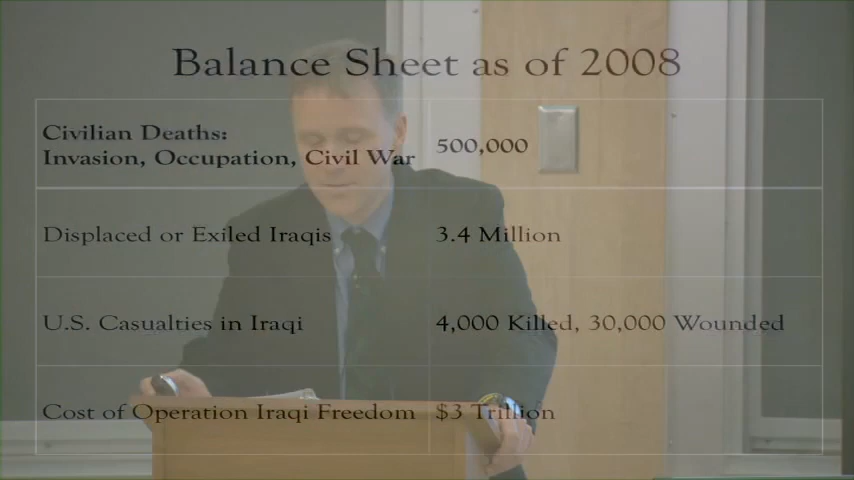 Balance Sheet as of 2008
Civilian Deaths:
Invasion, Occupation, Civil War
500,000
Displaced or Exiled Iraqis
3.4 Million
U.S. Casualties in Iraqi
4,000 Killed, 30,000 Wounded
Cost of Operation Iraqi Freedom
$3 Trillion